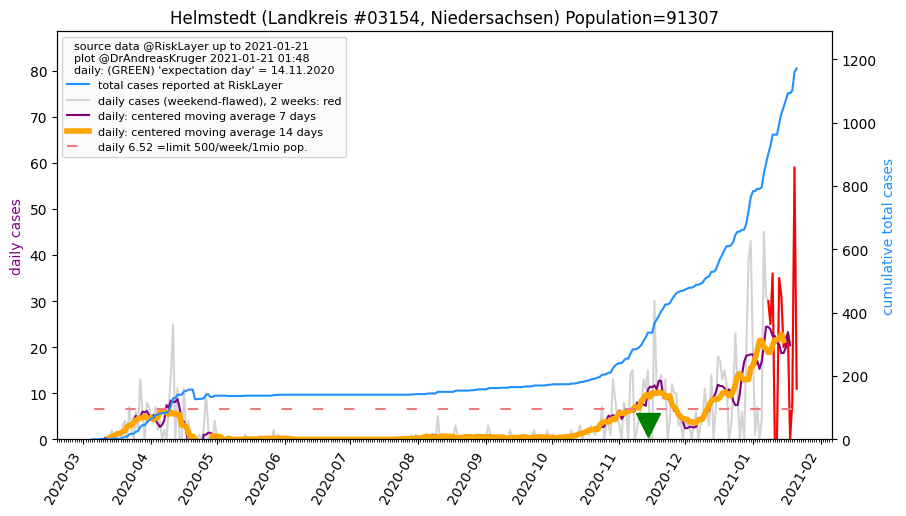 Helmstedt (Landkreis #03154, Niedersachsen) Population=91307
source data @RiskLayer up to 2021-01-21
plot @DrAndreasKruger 2021-01-21 01:48
daily: (GREEN) 'expectation day' = 14.11.2020
total cases reported at RiskLayer
daily cases (weekend-flawed), 2 weeks: red
daily: centered moving average 7 days
daily: centered moving average 14 days
daily 6.52 =limit 500/week/1mio pop.
daily cases
80
70
60
50
40
30
20
10
0
cumulative total cases
1200
1000
800
600
400
200
0
2020-03
2020-04
2020-05
2020-06
2020-07
2020-08
2020-09
2020-10
2020-11
2020-12
2021-01
2021-02